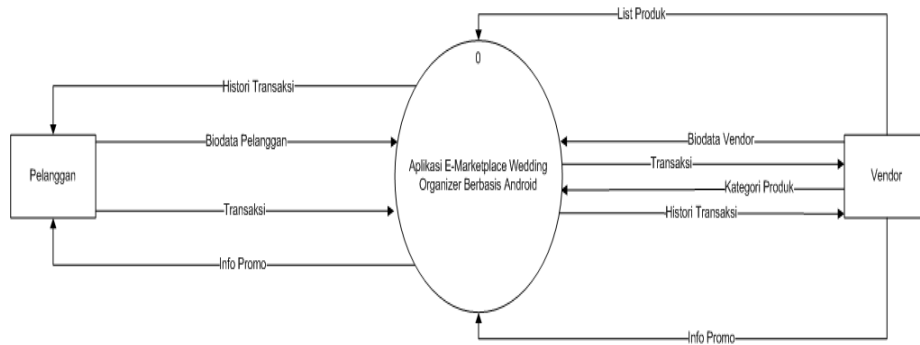 List Produk
0
Histori Transaksi
Biodata Pelanggan
Biodata Vendor
Aplikasi E-Marketplace Wedding
Organizer Berbasis Android
Transaksi
Pelanggan
Vendor
Kategori Produk
Transaksi
Histori Transaksi
Info Promo
Info Promo